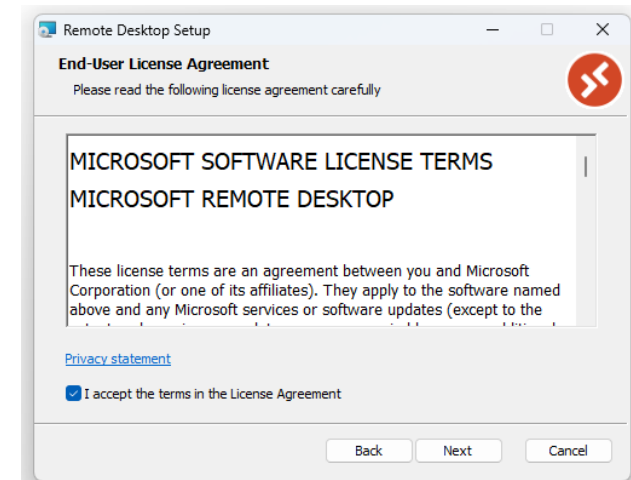 Remote Desktop Setup
End-User License Agreement
Please read the following license agreement carefully
MICROSOFT SOFTWARE LICENSE TERMS
MICROSOFT REMOTE DESKTOP
These license terms are an agreement between you and Microsoft
Corporation (or one of its affiliates). They apply to the software named
above and any Microsoft services or software updates (except to the
Privacy statement
I accept the terms in the License Agreement
Back Next Cancel